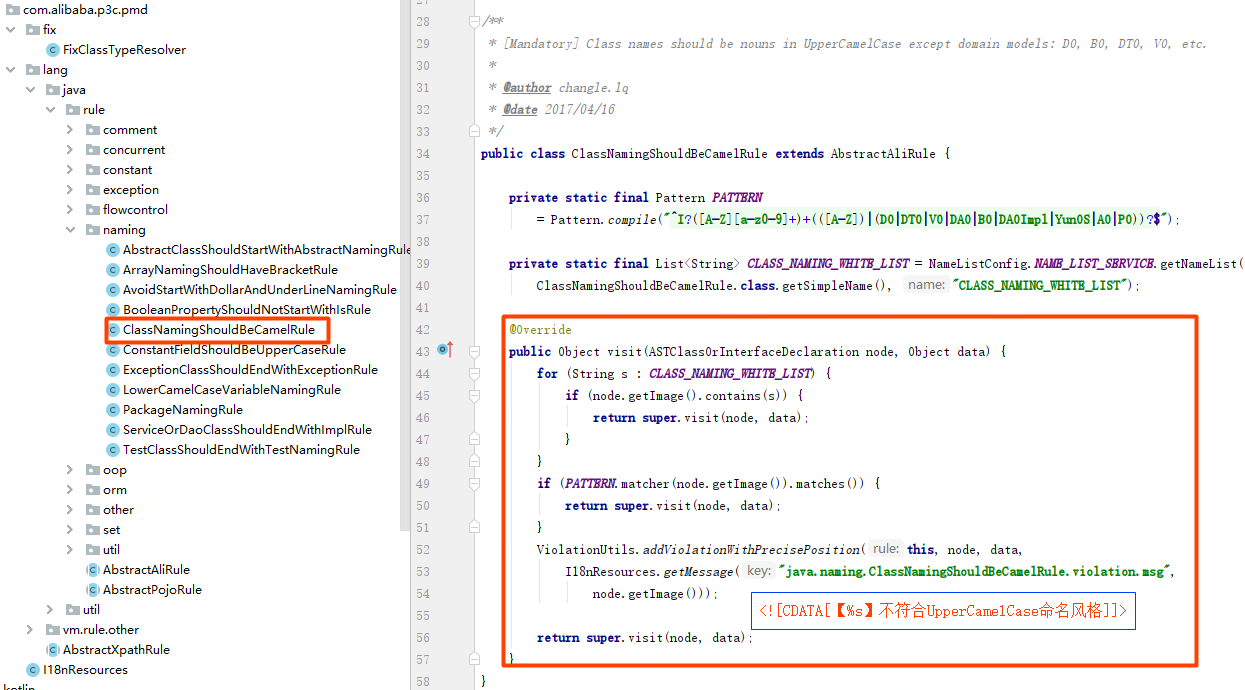 com.alibaba.p3c.pmd
fix
FixClassTypeResolver
lang
java
rule
comment
concurrent
constant
exception
flowcontrol
naming
AbstractClassShouldStartWithAbstractNamingRule
ArrayNamingShouldHaveBracketRule
AvoidStartWithDollarAndUnderLineNamingRule
BooleanPropertyShouldNotStartWithIsRule
ClassNamingShouldBeCamelRule
ConstantFieldShouldBeUpperCaseRule
ExceptionClassShouldEndWithExceptionRule
LowerCamelCaseVariableNamingRule
PackageNamingRule
ServiceOrDaoClassShouldEndWithImplRule
TestClassShouldEndWithTestNamingRule
oop
orm
other
set
util
AbstractAliRule
AbstractPojoRule
util
vm.rule.other
AbstractXpathRule
I18nResources
kotlin
27
28 /**
29 * [Mandatory] Class names should be nouns in UpperCamelCase except domain models: DO, BO, DTO, VO, etc.
30 *
31 * @author changle.lq
32 * @date 2017/04/16
33 */
34 public class ClassNamingShouldBeCamelRule extends AbstractAliRule {
35
36 private static final Pattern PATTERN
37 = Pattern.compile("^I?([A-Z][a-z0-9]+)+(([A-Z])|(DO|DTO|VO|DAO|BO|DAOImpl|YunOS|AO|PO))?$");
38
39 private static final List<String> CLASS_NAMING_WHITE_LIST = NameListConfig.NAME_LIST_SERVICE.getNameList(
40 ClassNamingShouldBeCamelRule.class.getSimpleName(), name: "CLASS_NAMING_WHITE_LIST");
41
42 @Override
43 public Object visit(ASTClassOrInterfaceDeclaration node, Object data) {
44 for (String s : CLASS_NAMING_WHITE_LIST) {
45 if (node.getImage().contains(s)) {
46 return super.visit(node, data);
47 }
48 }
49 if (PATTERN.matcher(node.getImage()).matches()) {
50 return super.visit(node, data);
51 }
52 ViolationUtils.addViolationWithPrecisePosition( rule: this, node, data,
53 I18nResources.getMessage( key: "java.naming.ClassNamingShouldBeCamelRule.violation.msg",
54 node.getImage()));
<![CDATA[【%s】不符合UpperCamelCase命名风格]]>
55
56 return super.visit(node, data);
57 }
58 }